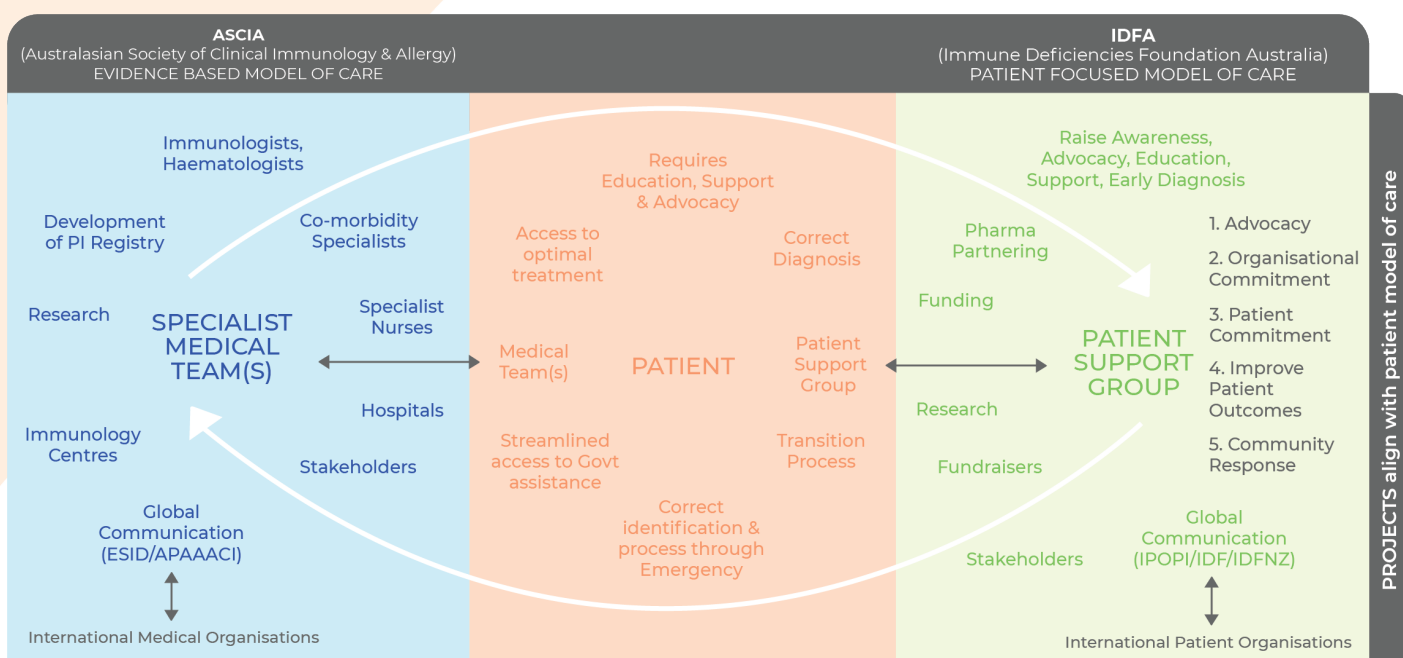 ASCIA
(Australasian Society of Clinical Immunology & Allergy)
EVIDENCE BASED MODEL OF CARE
IDFA
(Immune Deficiencies Foundation Australia)
PATIENT FOCUSED MODEL OF CARE
Immunologists,
Haematologists
Development
of PI Registry
Co-morbidity
Specialists
Research
SPECIALIST
MEDICAL
TEAM(S)
Specialist
Nurses
Hospitals
Immunology
Centres
Stakeholders
Global
Communication
(ESID/APAAACI)
International Medical Organisations
Requires
Education, Support
& Advocacy
Access to
optimal
treatment
Correct
Diagnosis
Medical
Team(s)
PATIENT
Patient
Support
Group
Streamlined
access to Govt
assistance
Transition
Process
Correct
identification &
process through
Emergency
Raise Awareness,
Advocacy, Education,
Support, Early Diagnosis
Pharma
Partnering
Funding
PATIENT
SUPPORT
GROUP
Research
Fundraisers
Stakeholders
1. Advocacy
2. Organisational
Commitment
3. Patient
Commitment
4. Improve
Patient
Outcomes
5. Community
Response
Global
Communication
(IPOPI/IDF/IDFNZ)
International Patient Organisations
PROJECTS align with patient model of care